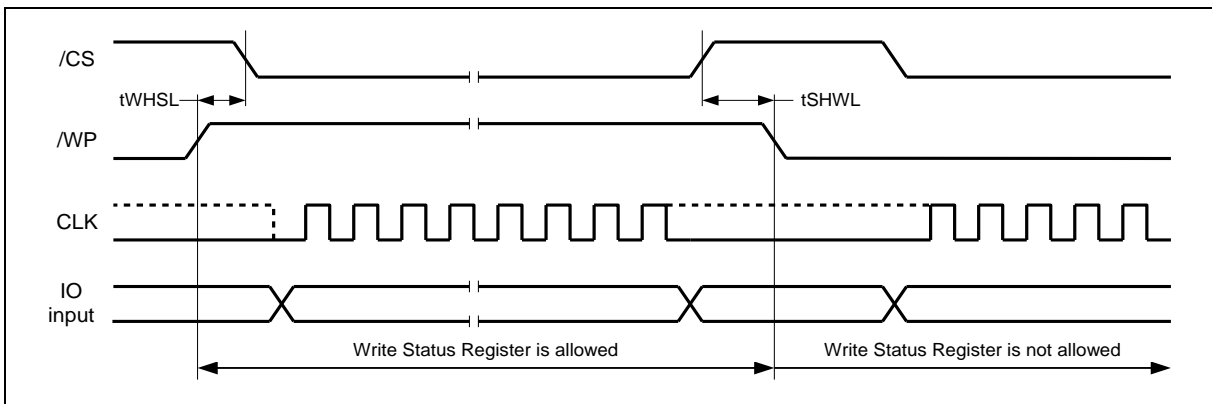 /CS
tWHSL
tSHWL
/WP
CLK
IO
input
Write Status Register is allowed
Write Status Register is not allowed